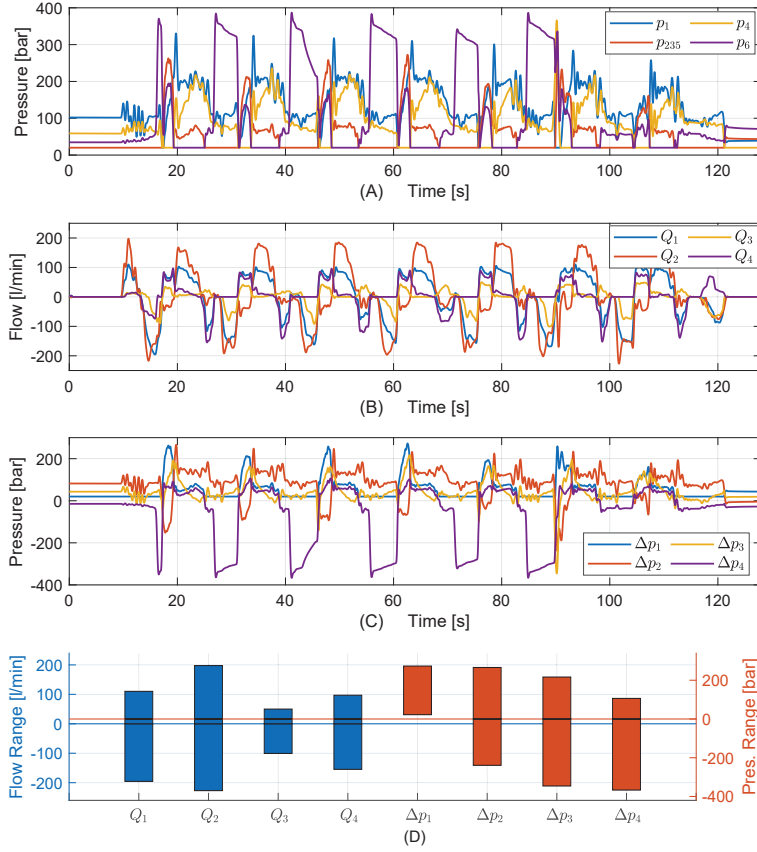 400
300
200
100
0
Pressure [bar]
p1 p4
p235 p6
0 20 40 60 80 100 120
(A) Time [s]
200
100
0
-100
-200
Flow [l/min]
Q1 Q3
Q2 Q4
0 20 40 60 80 100 120
(B) Time [s]
200
0
-200
-400
Pressure [bar]
Δp1 Δp3
Δp2 Δp4
0 20 40 60 80 100 120
(C) Time [s]
200
100
0
-100
-200
Flow Range [l/min]
200
0
-200
-400
Pres. Range [bar]
Q1 Q2 Q3 Q4 Δp1 Δp2 Δp3 Δp4
(D)